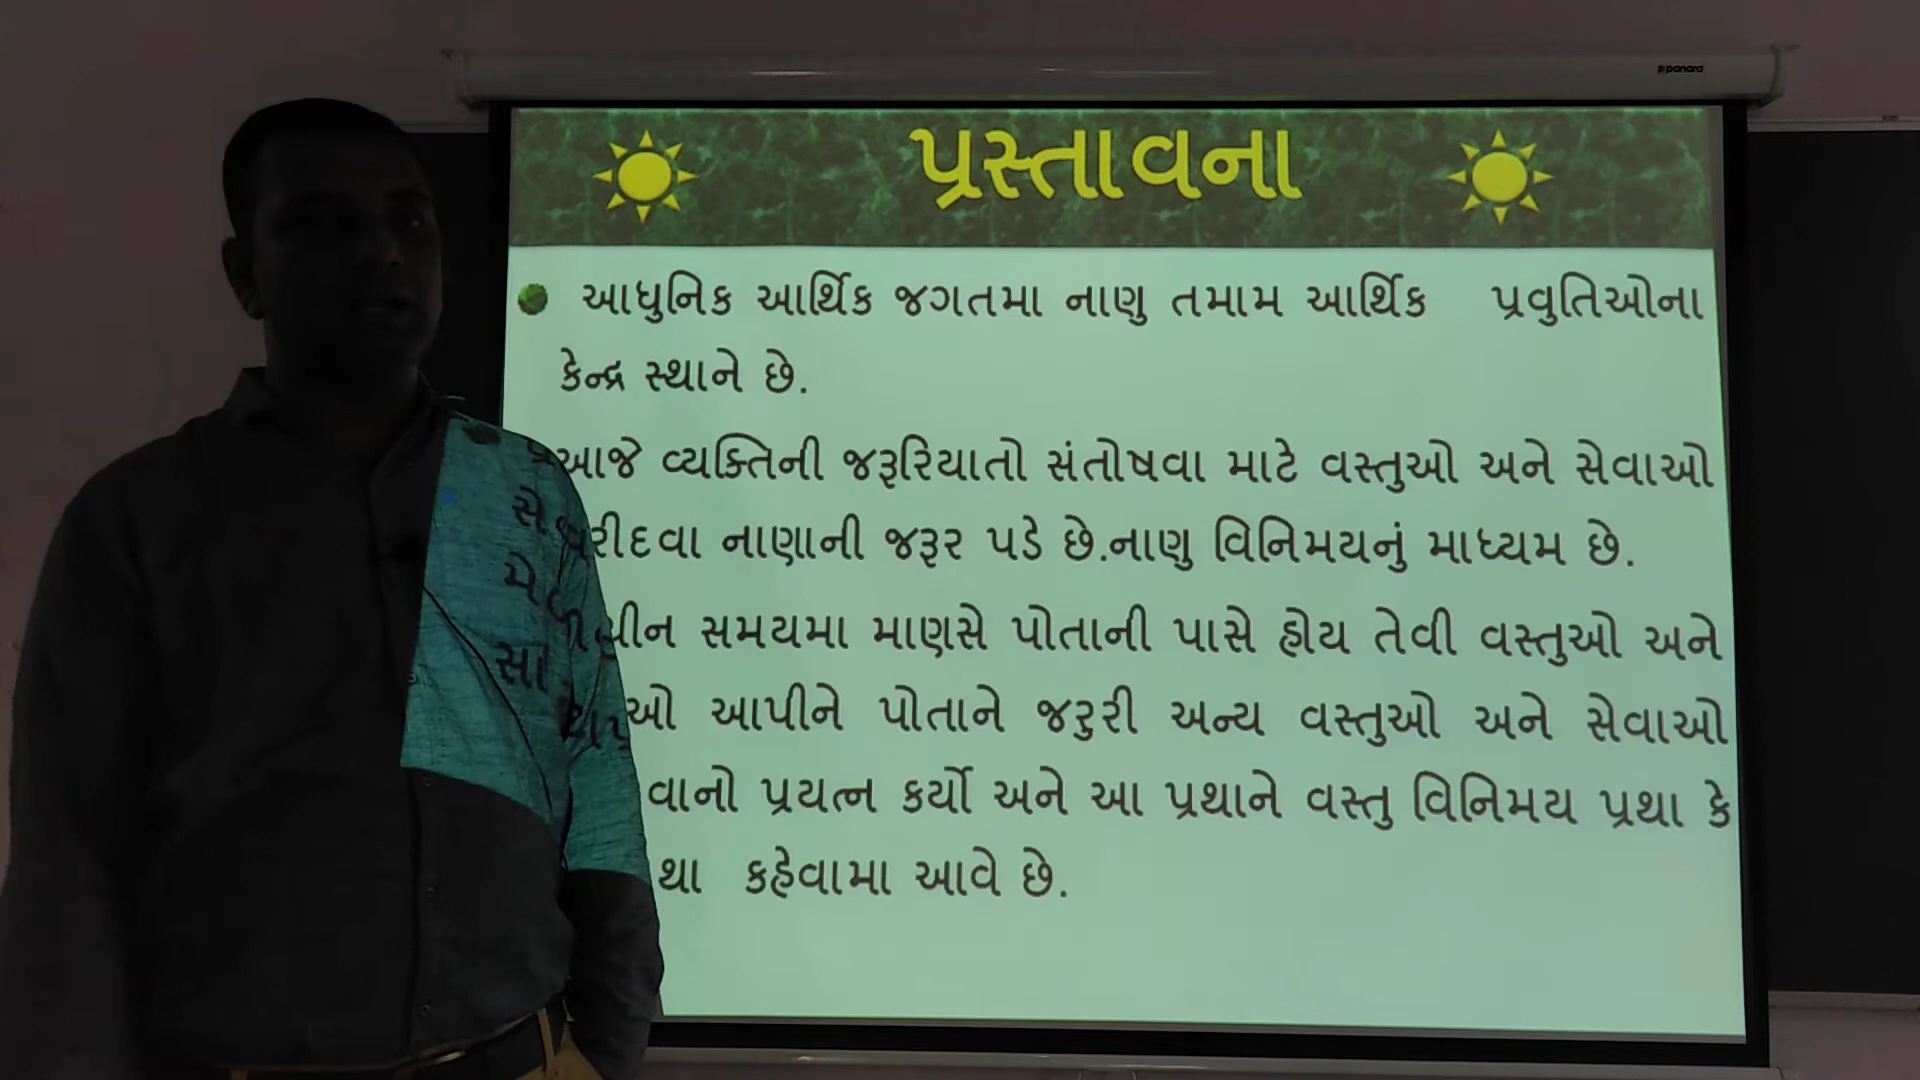 panara
પ્રસ્તાવના
આધુનિક આર્થિક જગતમા નાણુ તમામ આર્થિક પ્રવુતિઓના
કેન્દ્ર સ્થાને છે.
આજે વ્યક્તિની જરૂરિયાતો સંતોષવા માટે વસ્તુઓ અને સેવાઓ
રીદવા નાણાની જરૂર પડે છે.નાણુ વિનિમયનું માધ્યમ છે.
ચીન સમયમા માણસે પોતાની પાસે હોય તેવી વસ્તુઓ અને
ઓ આપીને પોતાને જરુરી અન્ય વસ્તુઓ અને સેવાઓ
વાનો પ્રયત્ન કર્યો અને આ પ્રથાને વસ્તુ વિનિમય પ્રથા કે
થા કહેવામા આવે છે.